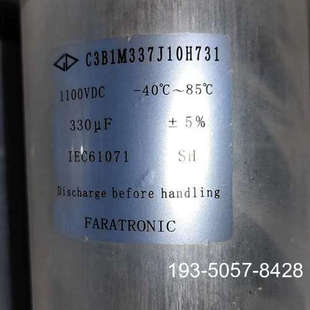 C3B1M337J10H731
1100VDC -40℃~85℃
330μF ± 5%
IEC61071 SH
Discharge before handling
FARATRONIC
193-5057-8428